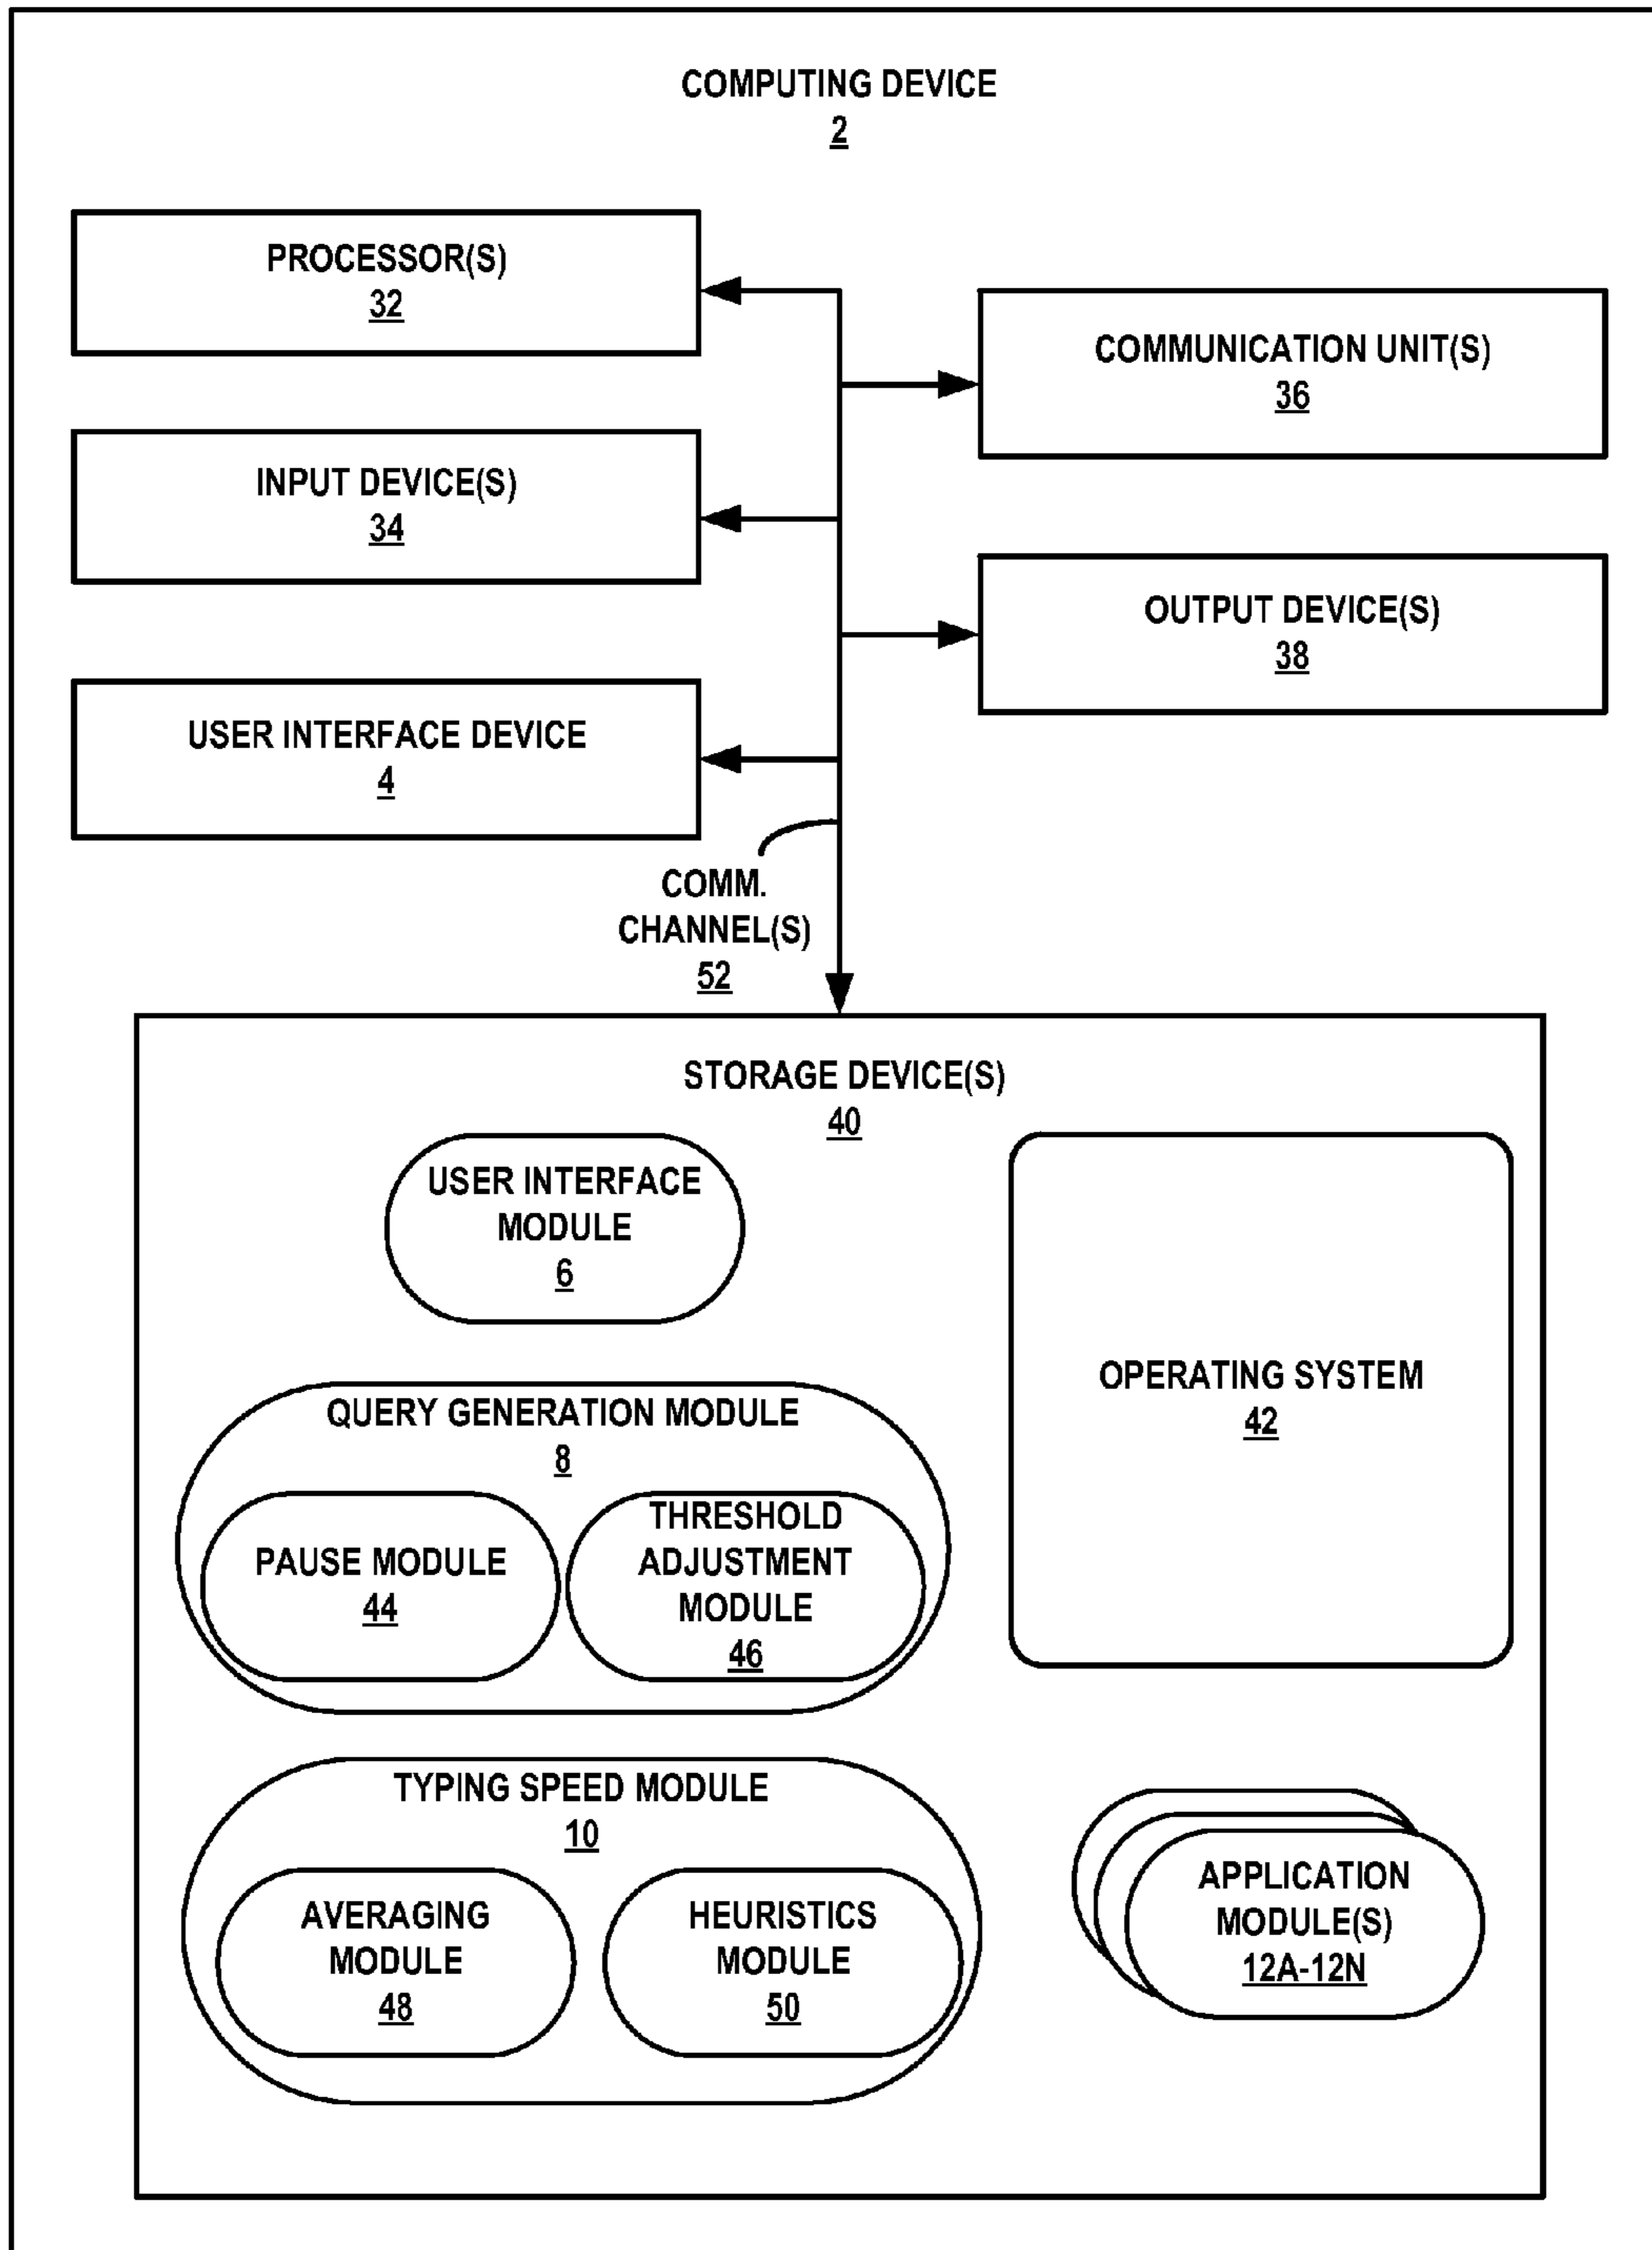 COMPUTING DEVICE
2
PROCESSOR(S)
32
COMMUNICATION UNIT(S)
36
INPUT DEVICE(S)
34
OUTPUT DEVICE(S)
38
USER INTERFACE DEVICE
4
COMM.
CHANNEL(S)
52
STORAGE DEVICE(S)
40
USER INTERFACE
MODULE
6
OPERATING SYSTEM
42
QUERY GENERATION MODULE
8
PAUSE MODULE
44
THRESHOLD
ADJUSTMENT
MODULE
46
TYPING SPEED MODULE
10
AVERAGING
MODULE
48
HEURISTICS
MODULE
50
APPLICATION
MODULE(S)
12A-12N